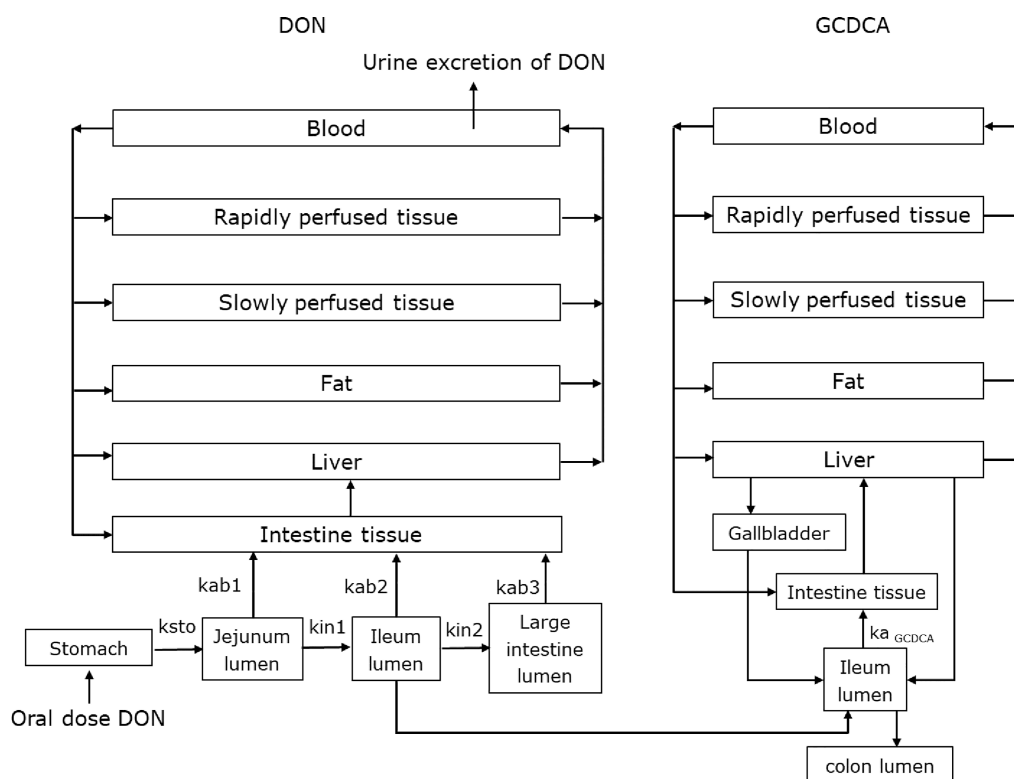 DON
GCDCA
Urine excretion of DON
Blood
Rapidly perfused tissue
Slowly perfused tissue
Fat
Liver
Intestine tissue
kab1
kab2
kab3
ksto
kin1
kin2
Stomach
Jejunum
lumen
Ileum
lumen
Large
intestine
lumen
Oral dose DON
Blood
Rapidly perfused tissue
Slowly perfused tissue
Fat
Liver
Gallbladder
Intestine tissue
ka GCDCA
Ileum
lumen
colon lumen